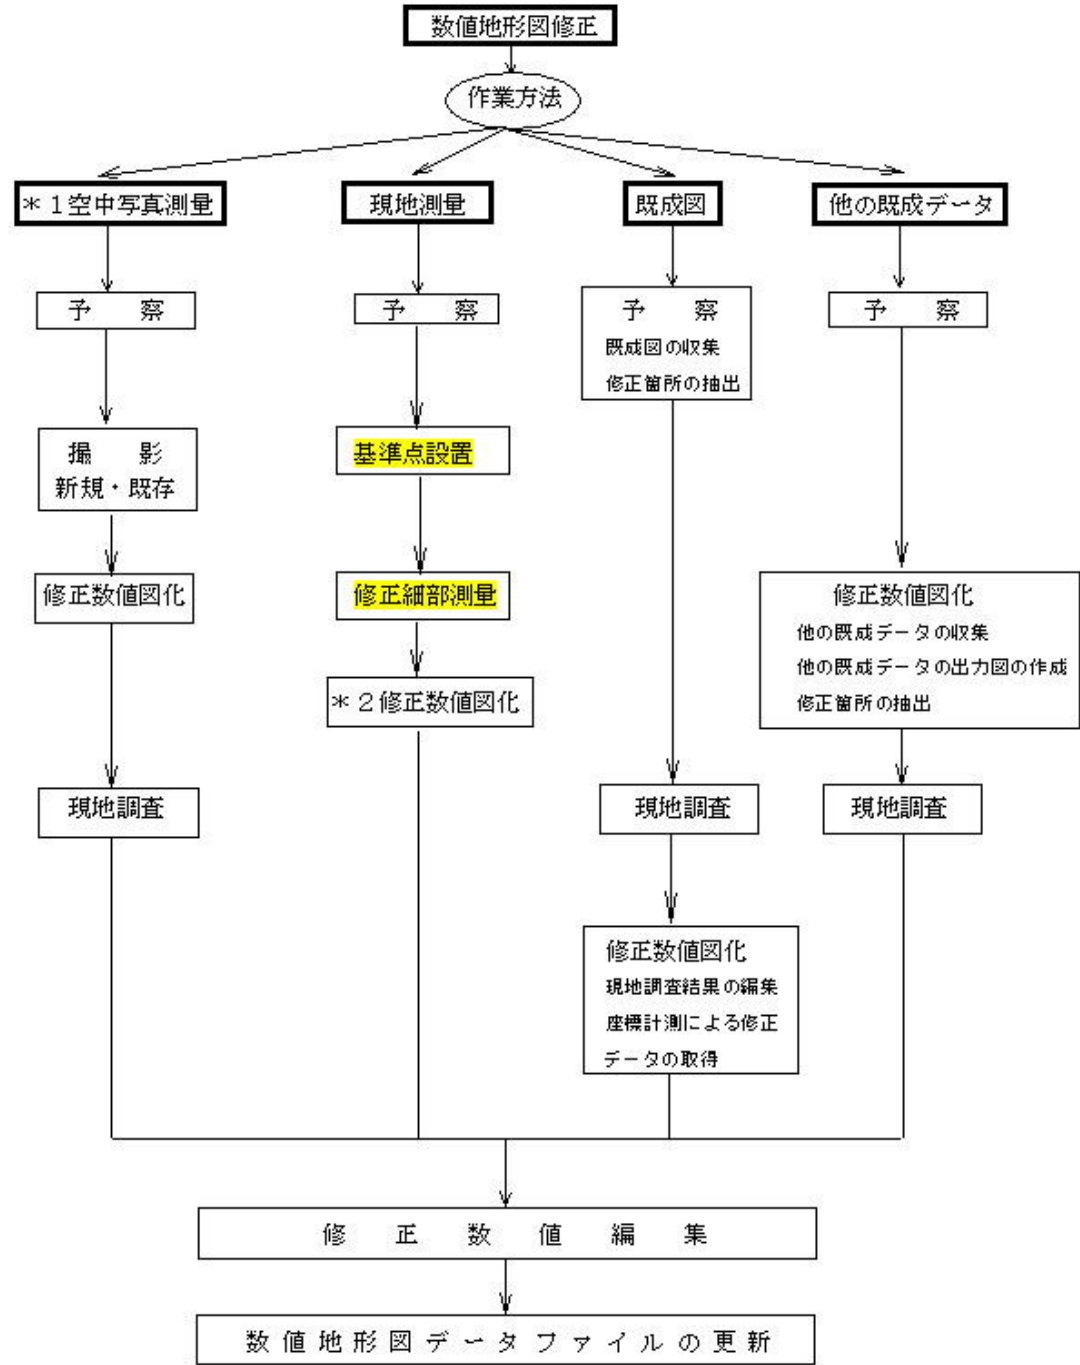 数値地形図修正
作業方法
＊１空中写真測量
予　察
撮　影
新規・既存
修正数値図化
現地調査
現地測量
予　察
基準点設置
修正細部測量
＊２修正数値図化
既成図
予　察
既成図の収集
修正箇所の抽出
現地調査
修正数値図化
現地調査結果の編集
座標計測による修正
データの取得
他の既成データ
予　察
修正数値図化
他の既成データの収集
他の既成データの出力図の作成
修正箇所の抽出
現地調査
修　正　数　値　編　集
数値地形図データファイルの更新